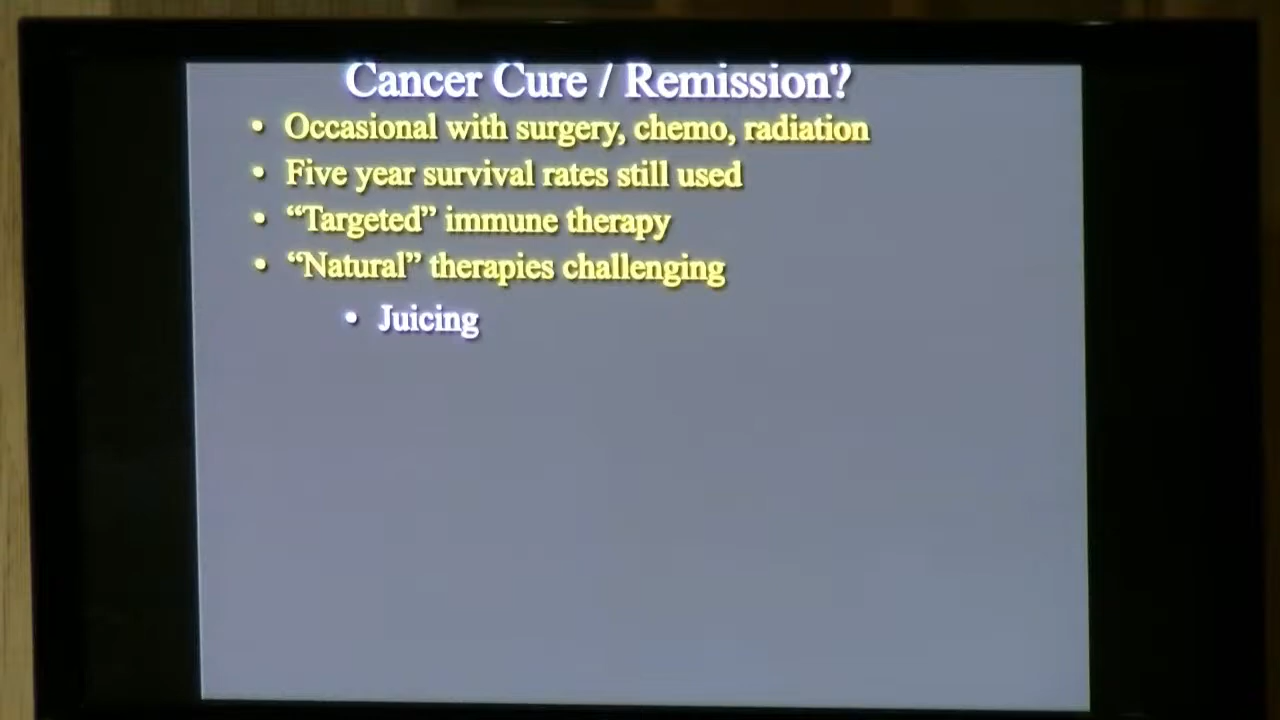 Cancer Cure / Remission?
• Occasional with surgery, chemo, radiation
• Five year survival rates still used
• “Targeted” immune therapy
• “Natural” therapies challenging
• Juicing